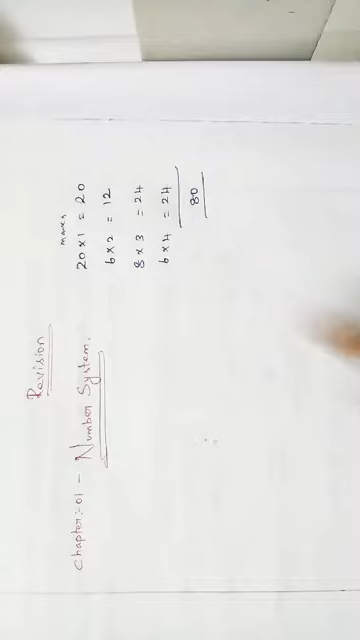 Revision
Chapter:-01 - Number System.
marks
20 x 1 = 20
6 x 2 = 12
8 x 3 = 24
6 x 4 = 24
80